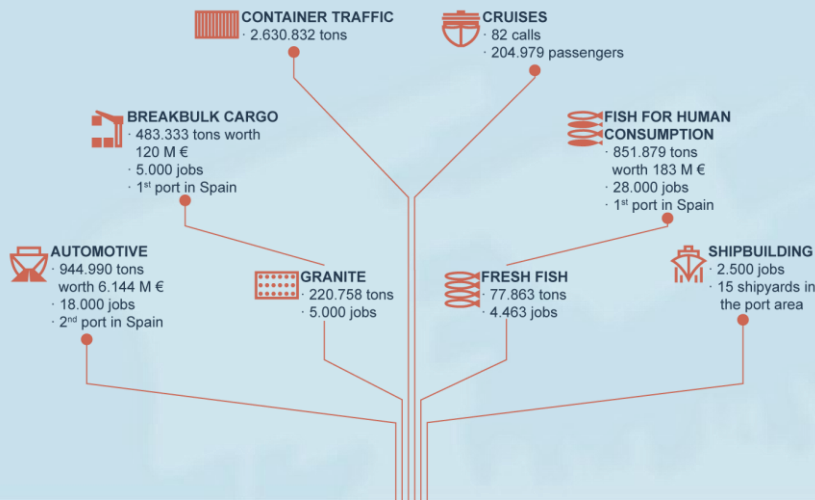 CONTAINER TRAFFIC
· 2.630.832 tons
CRUISES
· 82 calls
· 204.979 passengers
BREAKBULK CARGO
· 483.333 tons worth
120 M €
· 5.000 jobs
· 1st port in Spain
FISH FOR HUMAN
CONSUMPTION
· 851.879 tons
worth 183 M €
· 28.000 jobs
· 1st port in Spain
AUTOMOTIVE
· 944.990 tons
worth 6.144 M €
· 18.000 jobs
· 2nd port in Spain
GRANITE
· 220.758 tons
· 5.000 jobs
FRESH FISH
· 77.863 tons
· 4.463 jobs
SHIPBUILDING
· 2.500 jobs
· 15 shipyards in
the port area